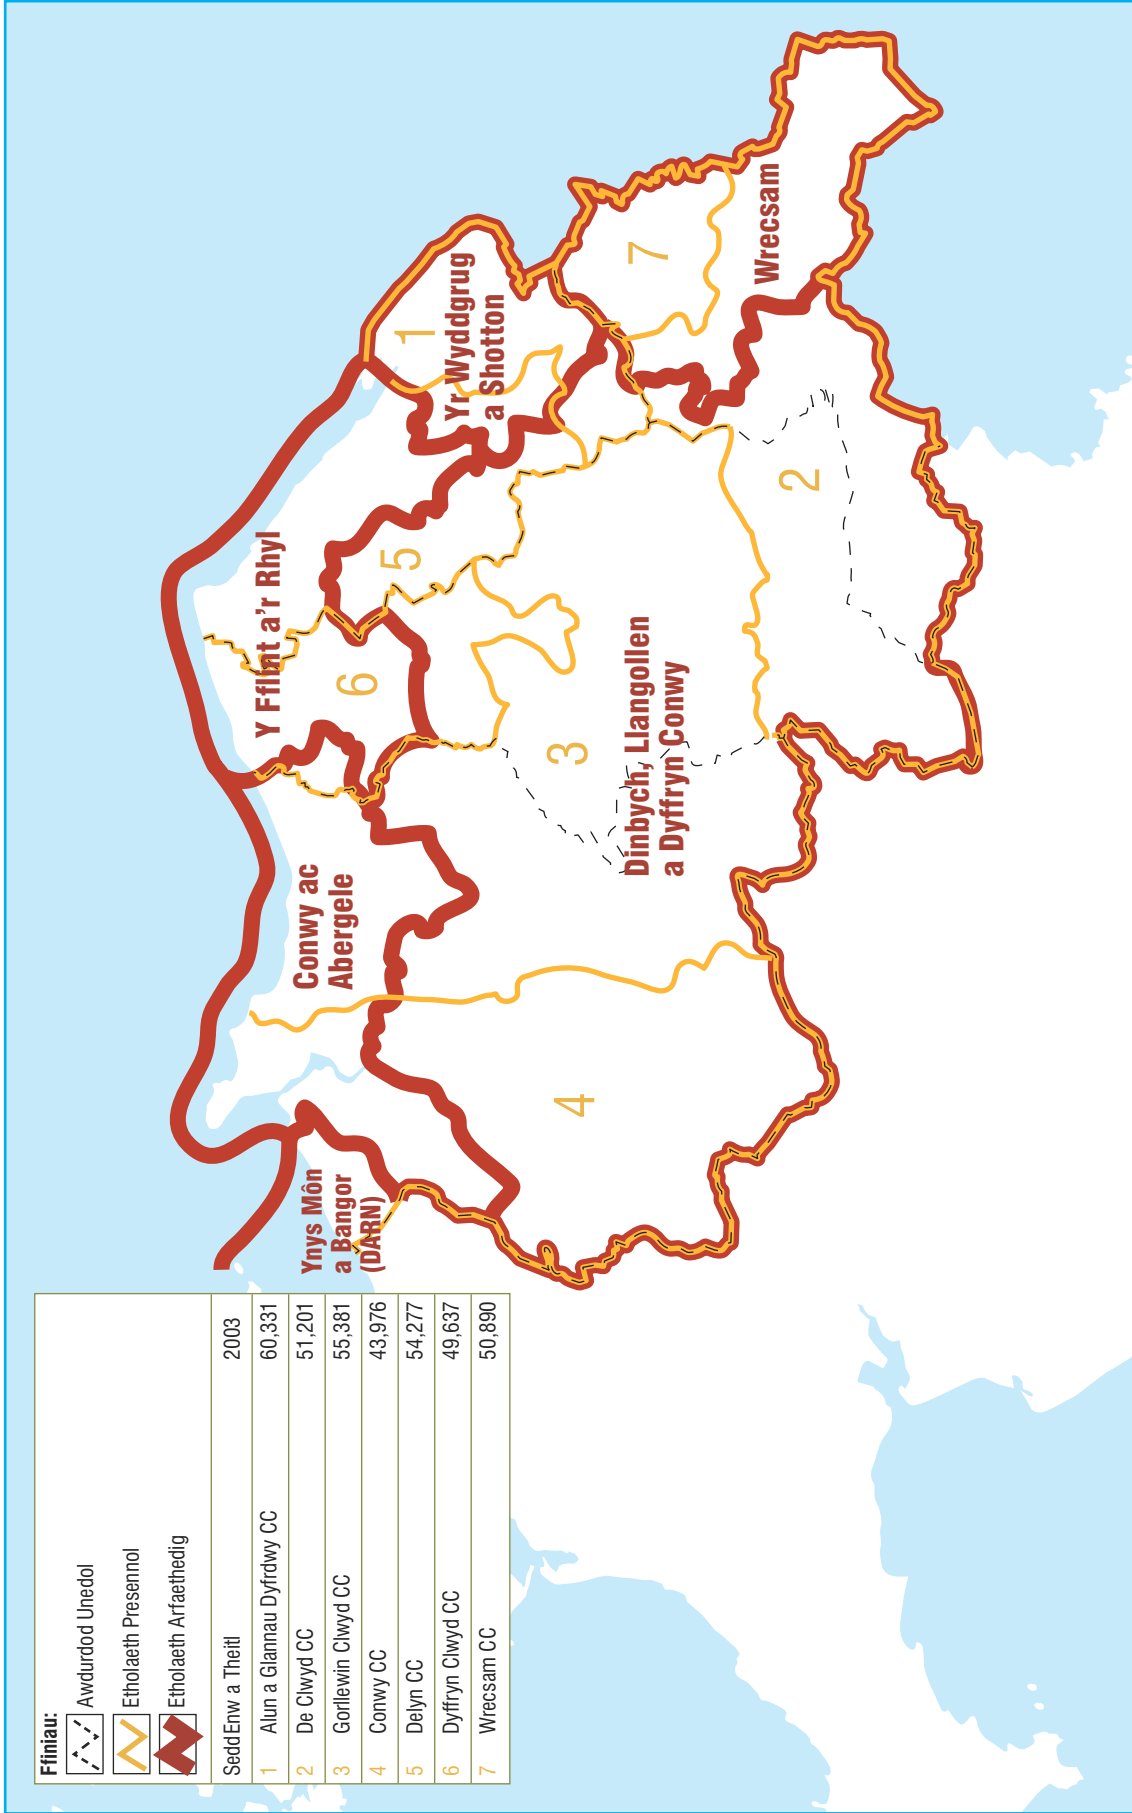 Ffiniau:
Awdurdod Unedol
Etholaeth Presennol
Etholaeth Arfaethedig
Sedd Enw a Theitl 2003
1 Alun a Glannau Dyfrdwy CC 60,331
2 De Clwyd CC 51,201
3 Gorllewin Clwyd CC 55,381
4 Conwy CC 43,976
5 Delyn CC 54,277
6 Dyffryn Clwyd CC 49,637
7 Wrecsam CC 50,890
Ynys Môn
a Bangor
(DARN)
Conwy ac
Abergele
Y Fflint a'r Rhyl
Yr Wyddgrug
a Shotton
Wrecsam
Dinbych, Llangollen
a Dyffryn Conwy
1
2
3
4
5
6
7